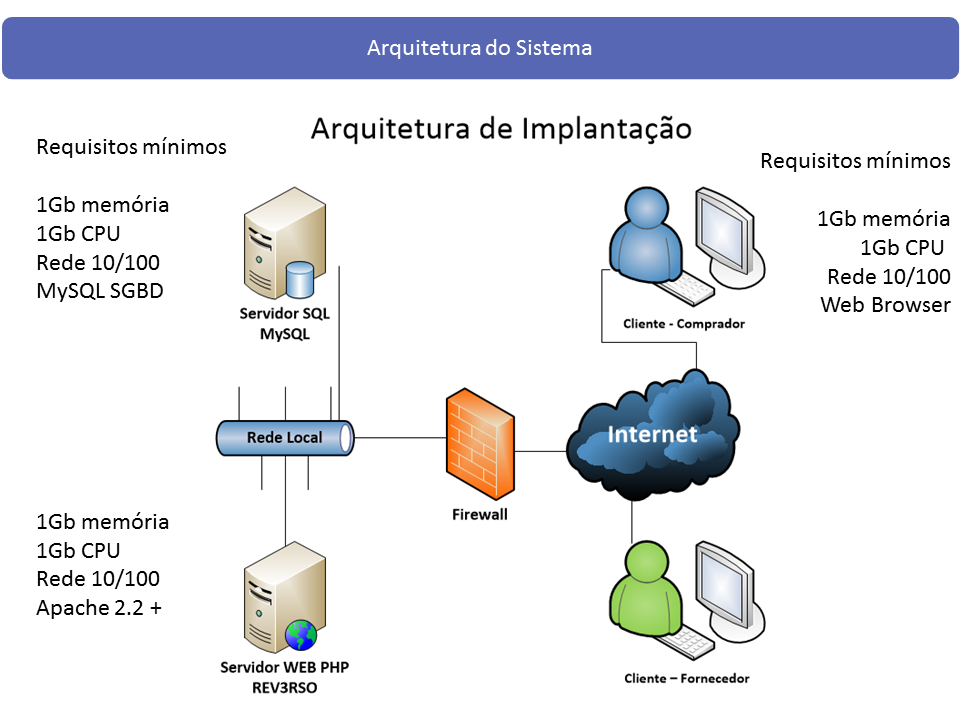 Arquitetura do Sistema
Arquitetura de Implantação
Requisitos mínimos
1Gb memória
1Gb CPU
Rede 10/100
MySQL SGBD
Servidor SQL
MySQL
Requisitos mínimos
1Gb memória
1Gb CPU
Rede 10/100
Web Browser
Cliente - Comprador
Rede Local
Firewall
Internet
1Gb memória
1Gb CPU
Rede 10/100
Apache 2.2 +
Servidor WEB PHP
REV3RSO
Cliente – Fornecedor